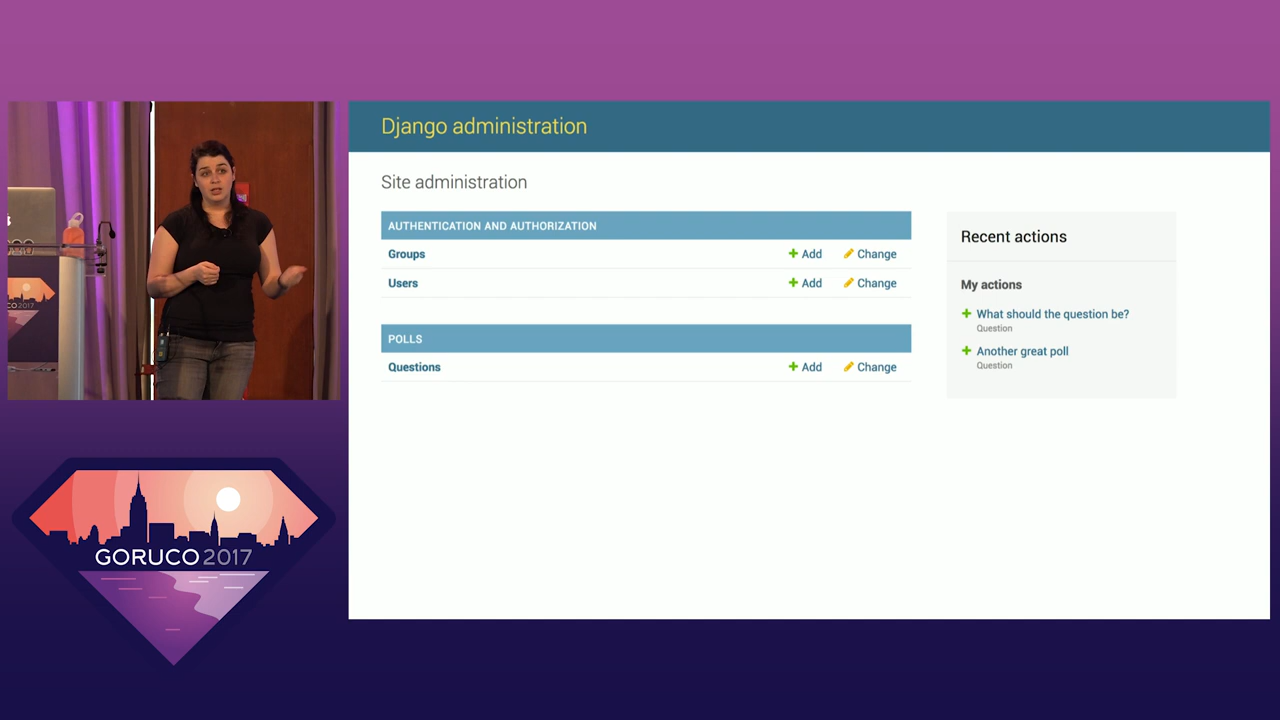 Django administration
Site administration
AUTHENTICATION AND AUTHORIZATION
Groups
Add
Change
Users
Add
Change
POLLS
Questions
Add
Change
Recent actions
My actions
What should the question be?
Question
Another great poll
Question
GORUCO 2017